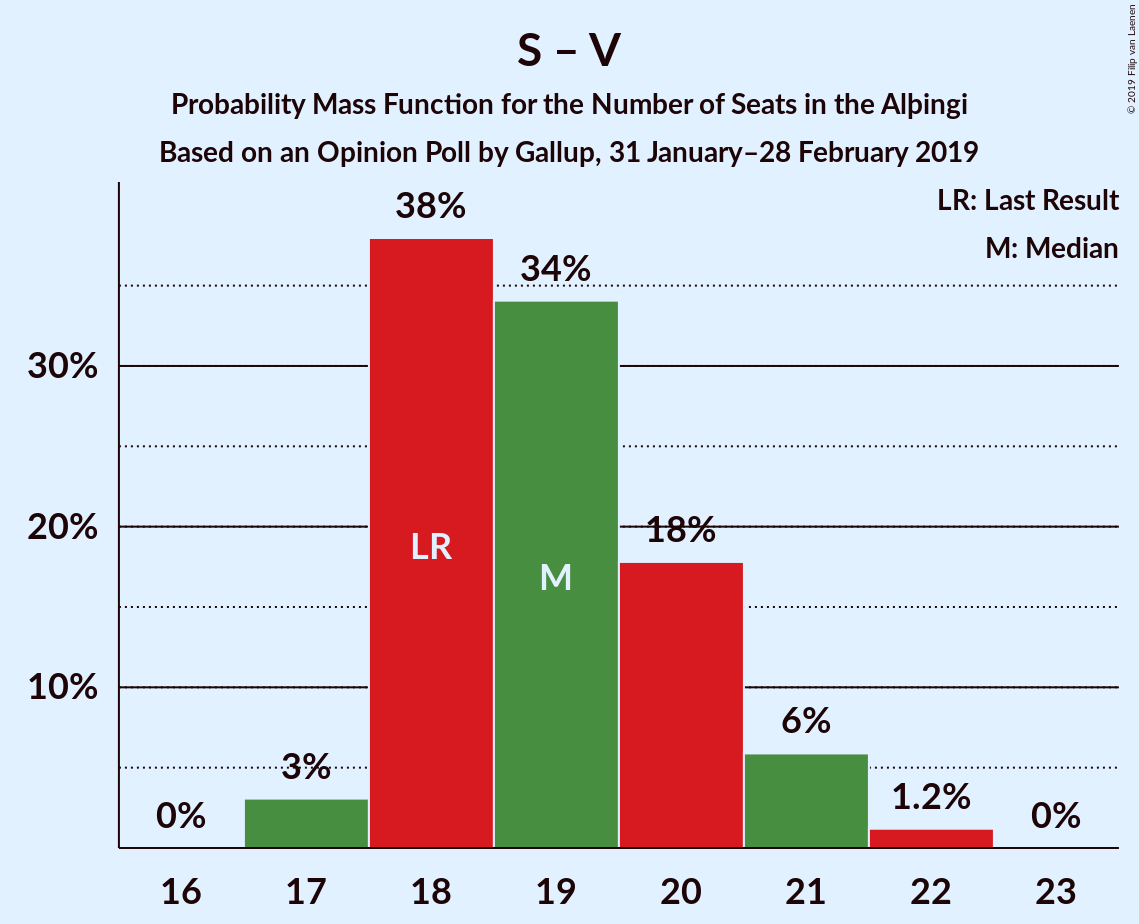 S – V
Probability Mass Function for the Number of Seats in the Alþingi
Based on an Opinion Poll by Gallup, 31 January–28 February 2019
© 2019 Filip van Laenen
LR: Last Result
M: Median
38%
34%
30%
LR
M
20%
18%
10%
6%
3%
1.2%
0%
0%
16 17 18 19 20 21 22 23